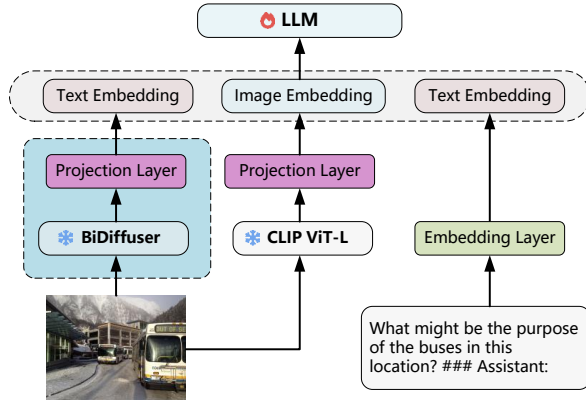 LLM
Text Embedding
Image Embedding
Text Embedding
Projection Layer
Projection Layer
BiDiffuser
CLIP ViT-L
Embedding Layer
What might be the purpose
of the buses in this
location? ### Assistant: